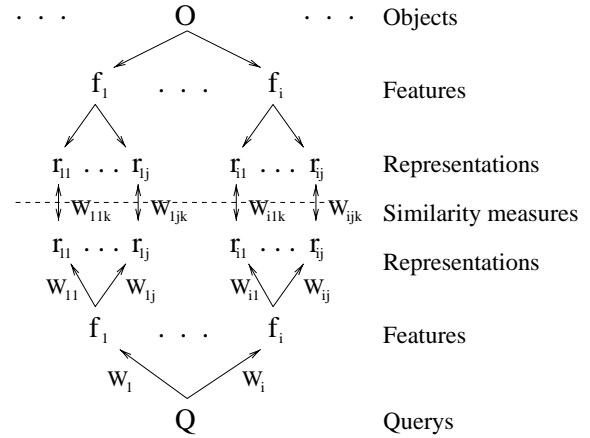 . . . O . . . Objects
f1 . . . fi Features
r11 . . . r1j ri1 . . . rij Representations
W11k W1jk Wi1k Wijk Similarity measures
r11 . . . r1j ri1 . . . rij Representations
W11 W1j Wi1 Wij
f1 . . . fi Features
W1 Wi
Q Querys